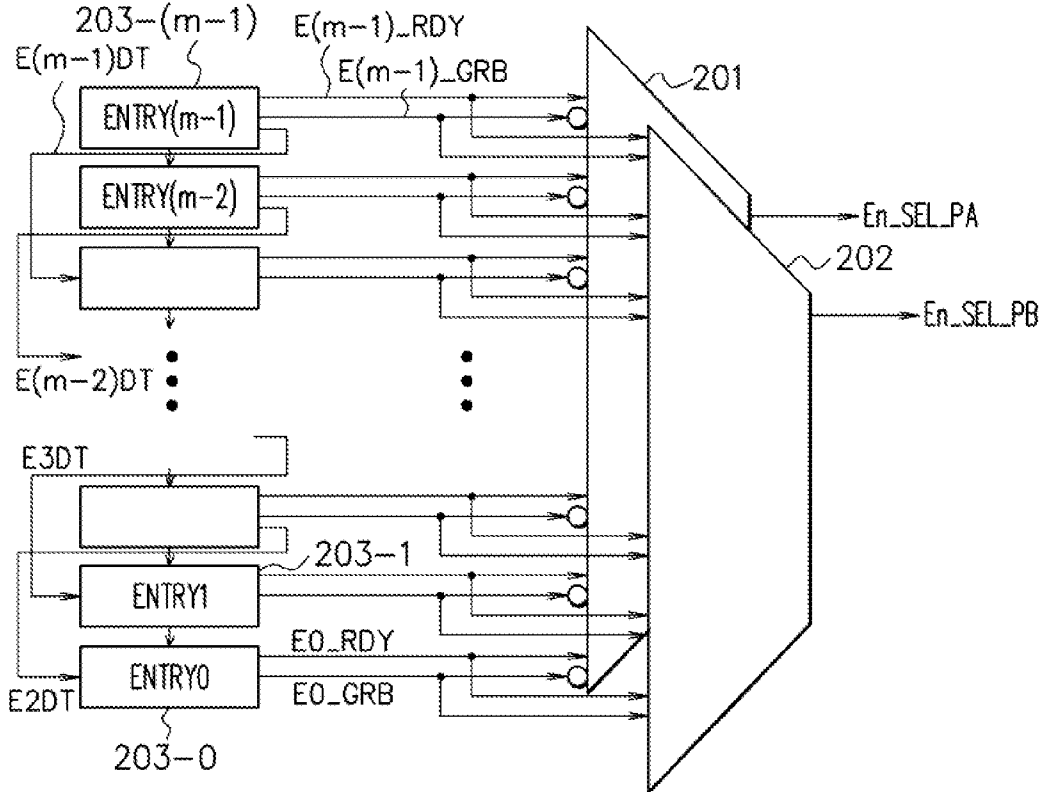 203-(m-1)
E(m-1)_RDY
E(m-1)DT
E(m-1)_GRB
201
ENTRY(m-1)
ENTRY(m-2)
En_SEL_PA
202
En_SEL_PB
E(m-2)DT
E3DT
203-1
ENTRY1
E0_RDY
ENTRY0
E2DT
E0_GRB
203-0